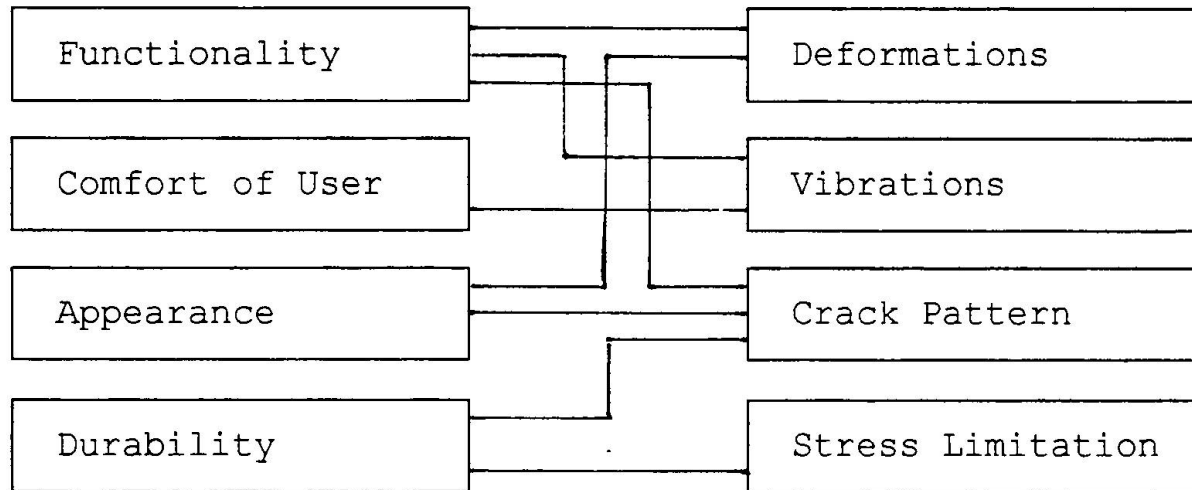 Functionality
Deformations
Comfort of User
Vibrations
Appearance
Crack Pattern
Durability
Stress Limitation